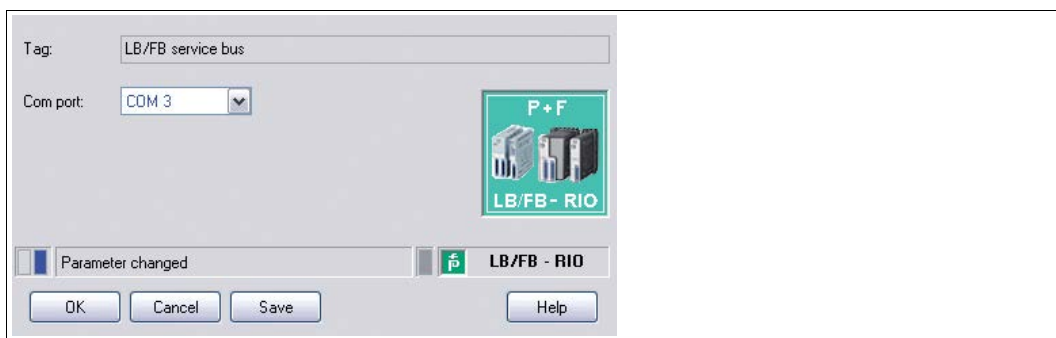 Tag: LB/FB service bus
Com port: COM 3
P+F
LB/FB - RIO
Parameter changed LB/FB - RIO
OK Cancel Save Help